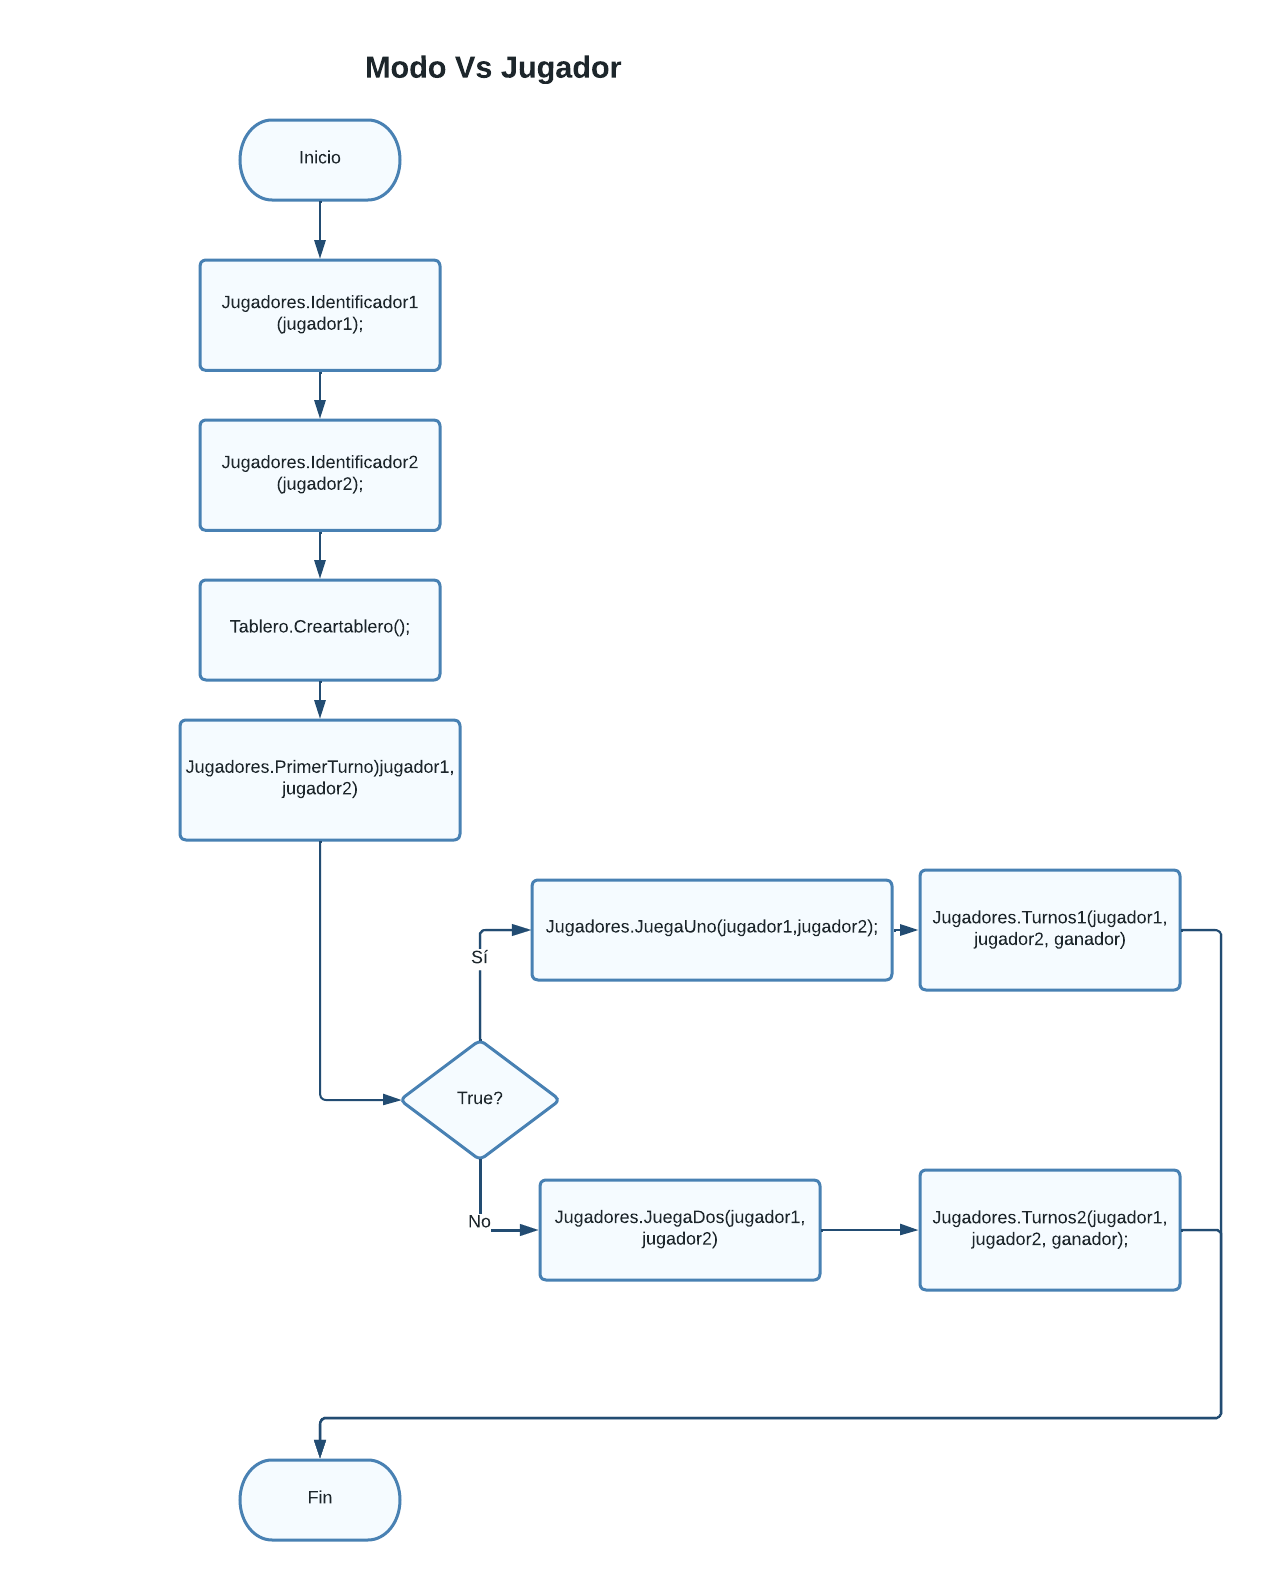 Modo Vs Jugador
Inicio
Jugadores.Identificador1
(jugador1);
Jugadores.Identificador2
(jugador2);
Tablero.Creartablero();
Jugadores.PrimerTurno)jugador1,
jugador2)
Jugadores.JuegaUno(jugador1,jugador2);
Jugadores.Turnos1(jugador1,
jugador2, ganador)
Sí
True?
No
Jugadores.JuegaDos(jugador1,
jugador2)
Jugadores.Turnos2(jugador1,
jugador2, ganador);
Fin